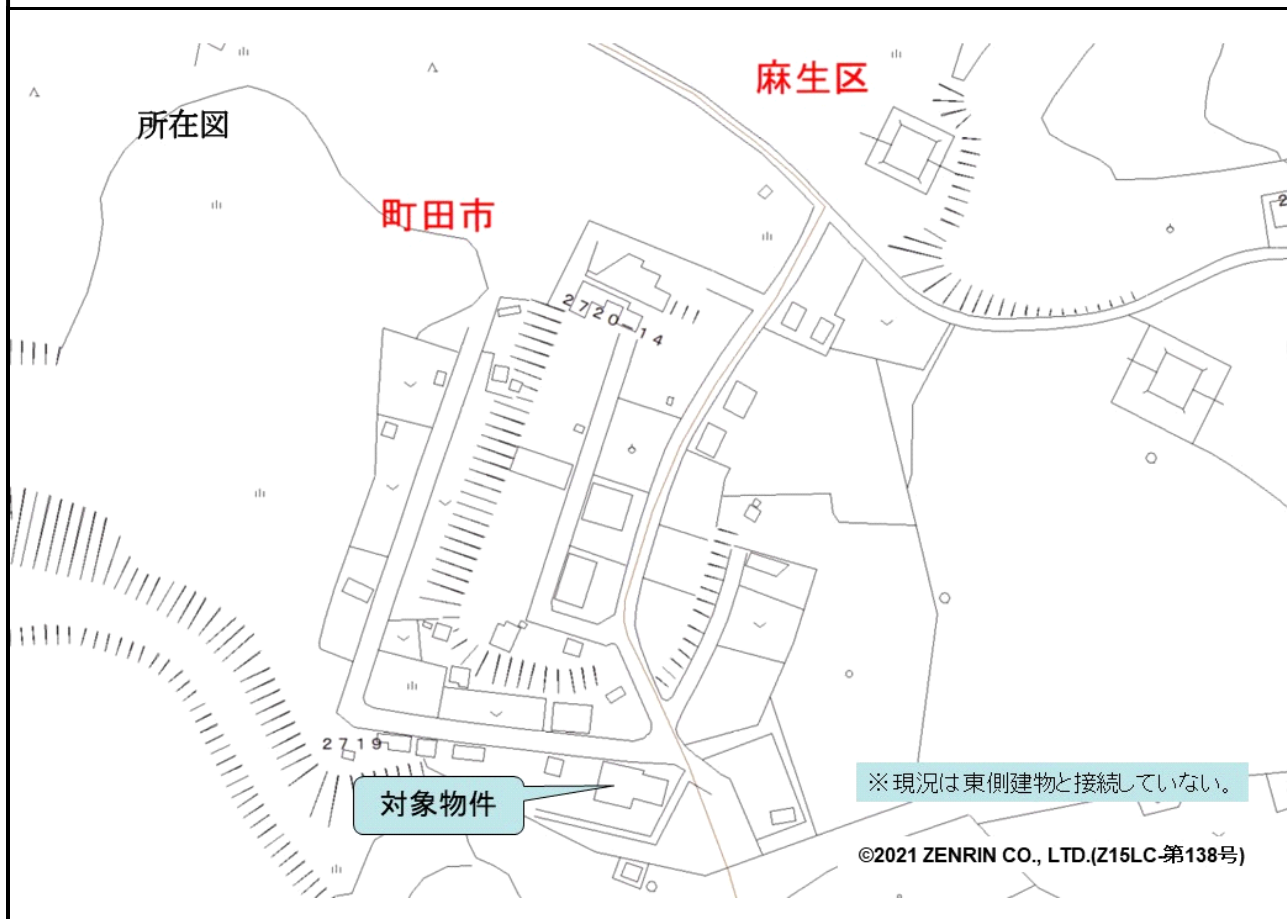 麻生区
所在図
町田市
2720-14
2719
対象物件
※現況は東側建物と接続していない。
©2021 ZENRIN CO., LTD.(Z15LC-第138号)